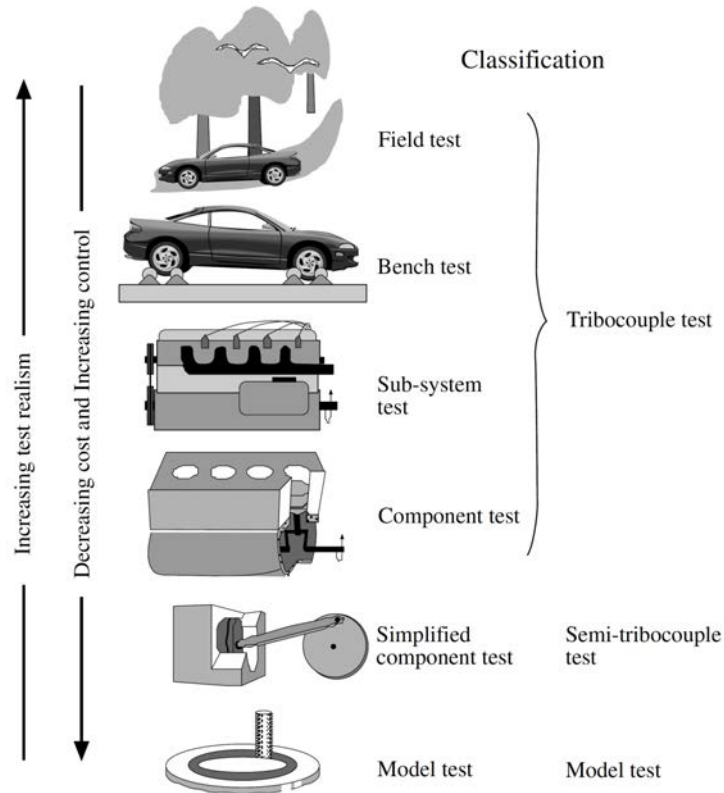 Classification
Field test
Bench test
Tribocouple test
Sub-system
test
Component test
Simplified
component test
Semi-tribocouple
test
Model test
Model test
Increasing test realism
Decreasing cost and Increasing control